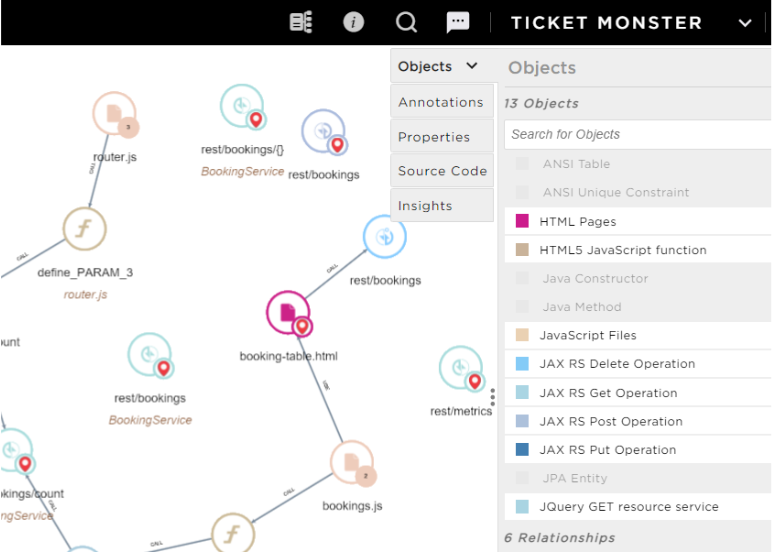 TICKET MONSTER
Objects
Annotations
Properties
Source Code
Insights
Objects
13 Objects
Search for Objects
ANSI Table
ANSI Unique Constraint
HTML Pages
HTML5 JavaScript function
Java Constructor
Java Method
JavaScript Files
JAX RS Delete Operation
JAX RS Get Operation
JAX RS Post Operation
JAX RS Put Operation
JPA Entity
JQuery GET resource service
6 Relationships
3
router.js
CALL
rest/bookings/{}
BookingService
rest/bookings
define_PARAM_3
router.js
CALL
CALL
rest/bookings
booking-table.html
rest/bookings
BookingService
rest/metrics
2
bookings.js
CALL
kings/count
ngService
CALL
CALL